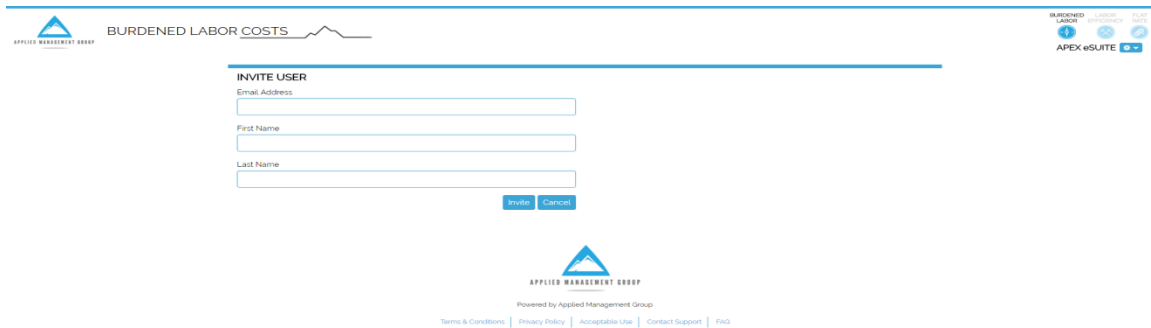 BURDENED LABOR COSTS
APPLIED MANAGEMENT GROUP
BURDENED LABOR
LABOR EFFICIENCY
FLAT RATE
APEX eSUITE
INVITE USER
Email Address
First Name
Last Name
Invite Cancel
APPLIED MANAGEMENT GROUP
Powered by Applied Management Group
Terms & Conditions | Privacy Policy | Acceptable Use | Contact Support | FAQ